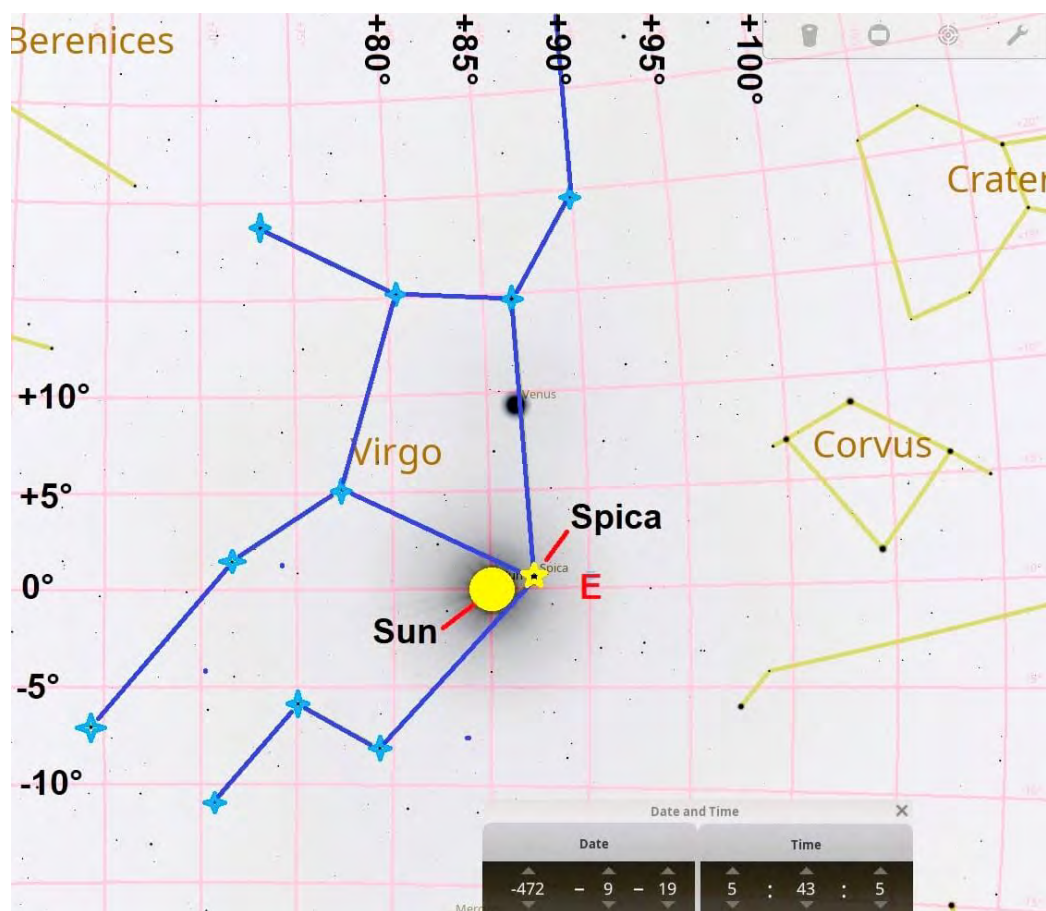 Berenices
+80°
+85°
+90°
+95°
+100°
+20°
Crater
+10°
Venus
Virgo
Corvus
+5°
Spica
Spica
0°
E
Sun
-5°
-10°
Date and Time
Date
Time
-472 - 9 - 19
5 : 43 : 5